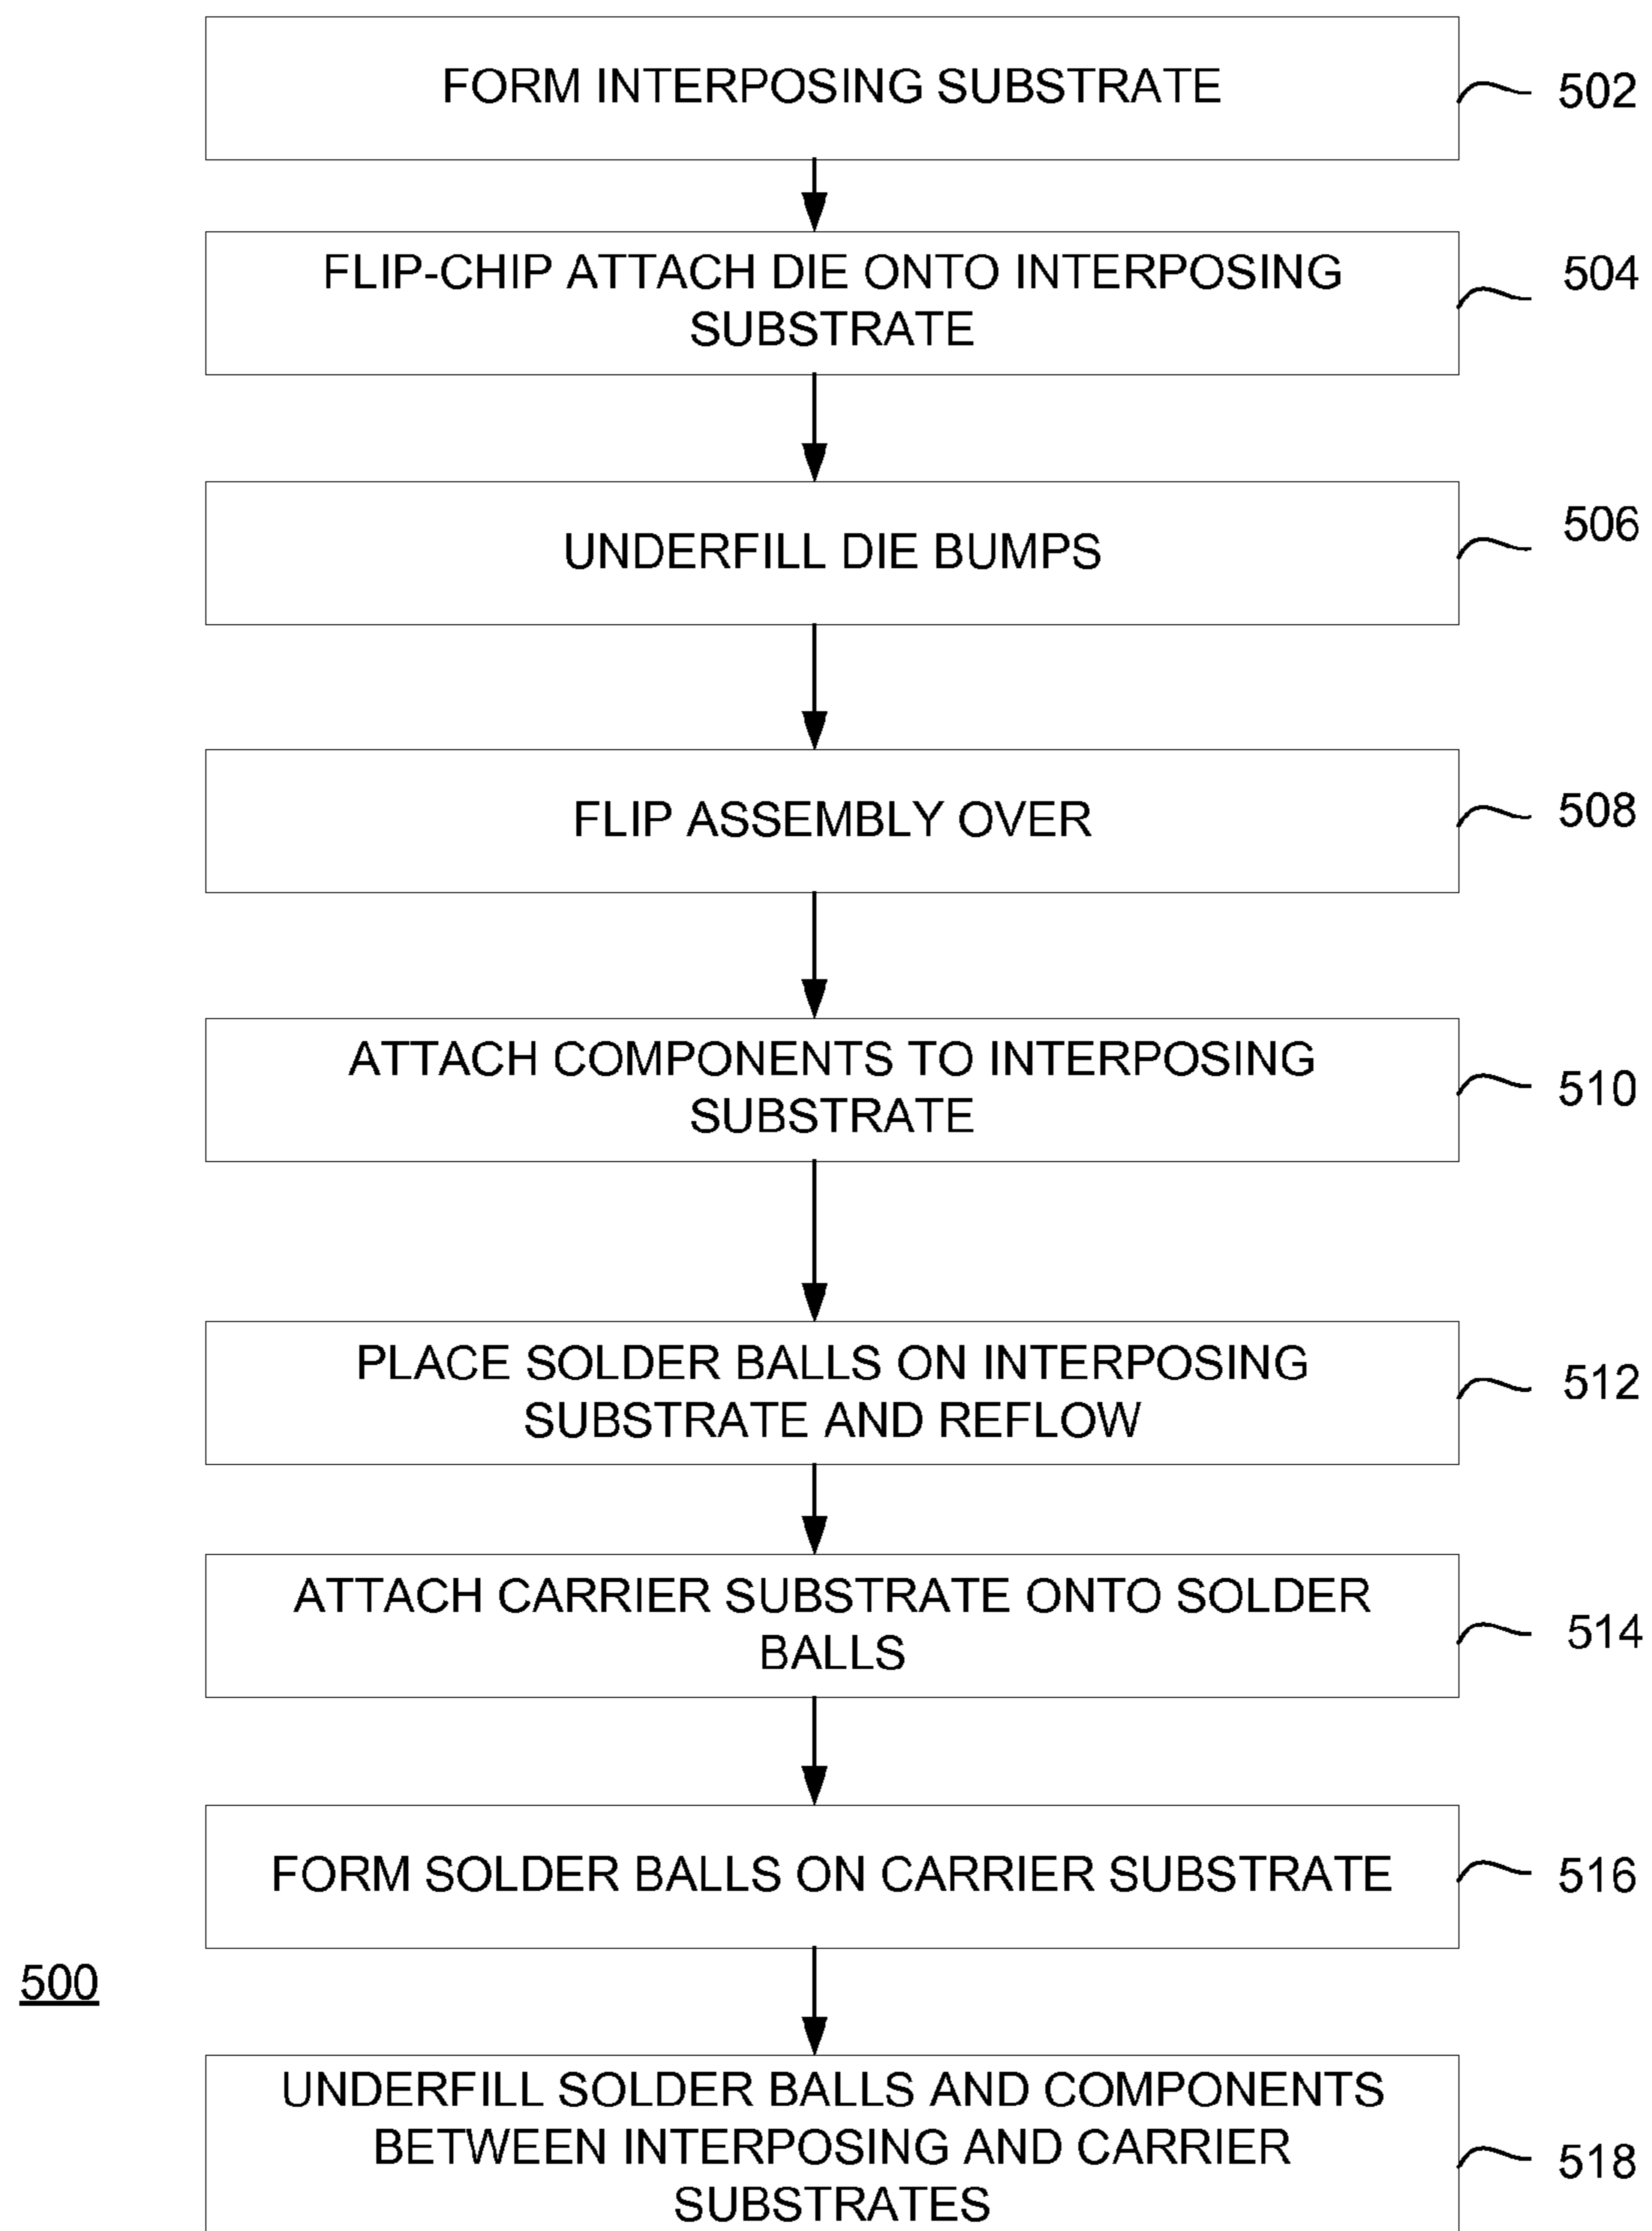 FORM INTERPOSING SUBSTRATE
502
FLIP-CHIP ATTACH DIE ONTO INTERPOSING
SUBSTRATE
504
UNDERFILL DIE BUMPS
506
FLIP ASSEMBLY OVER
508
ATTACH COMPONENTS TO INTERPOSING
SUBSTRATE
510
PLACE SOLDER BALLS ON INTERPOSING
SUBSTRATE AND REFLOW
512
ATTACH CARRIER SUBSTRATE ONTO SOLDER
BALLS
514
FORM SOLDER BALLS ON CARRIER SUBSTRATE
516
500
UNDERFILL SOLDER BALLS AND COMPONENTS
BETWEEN INTERPOSING AND CARRIER
SUBSTRATES
518